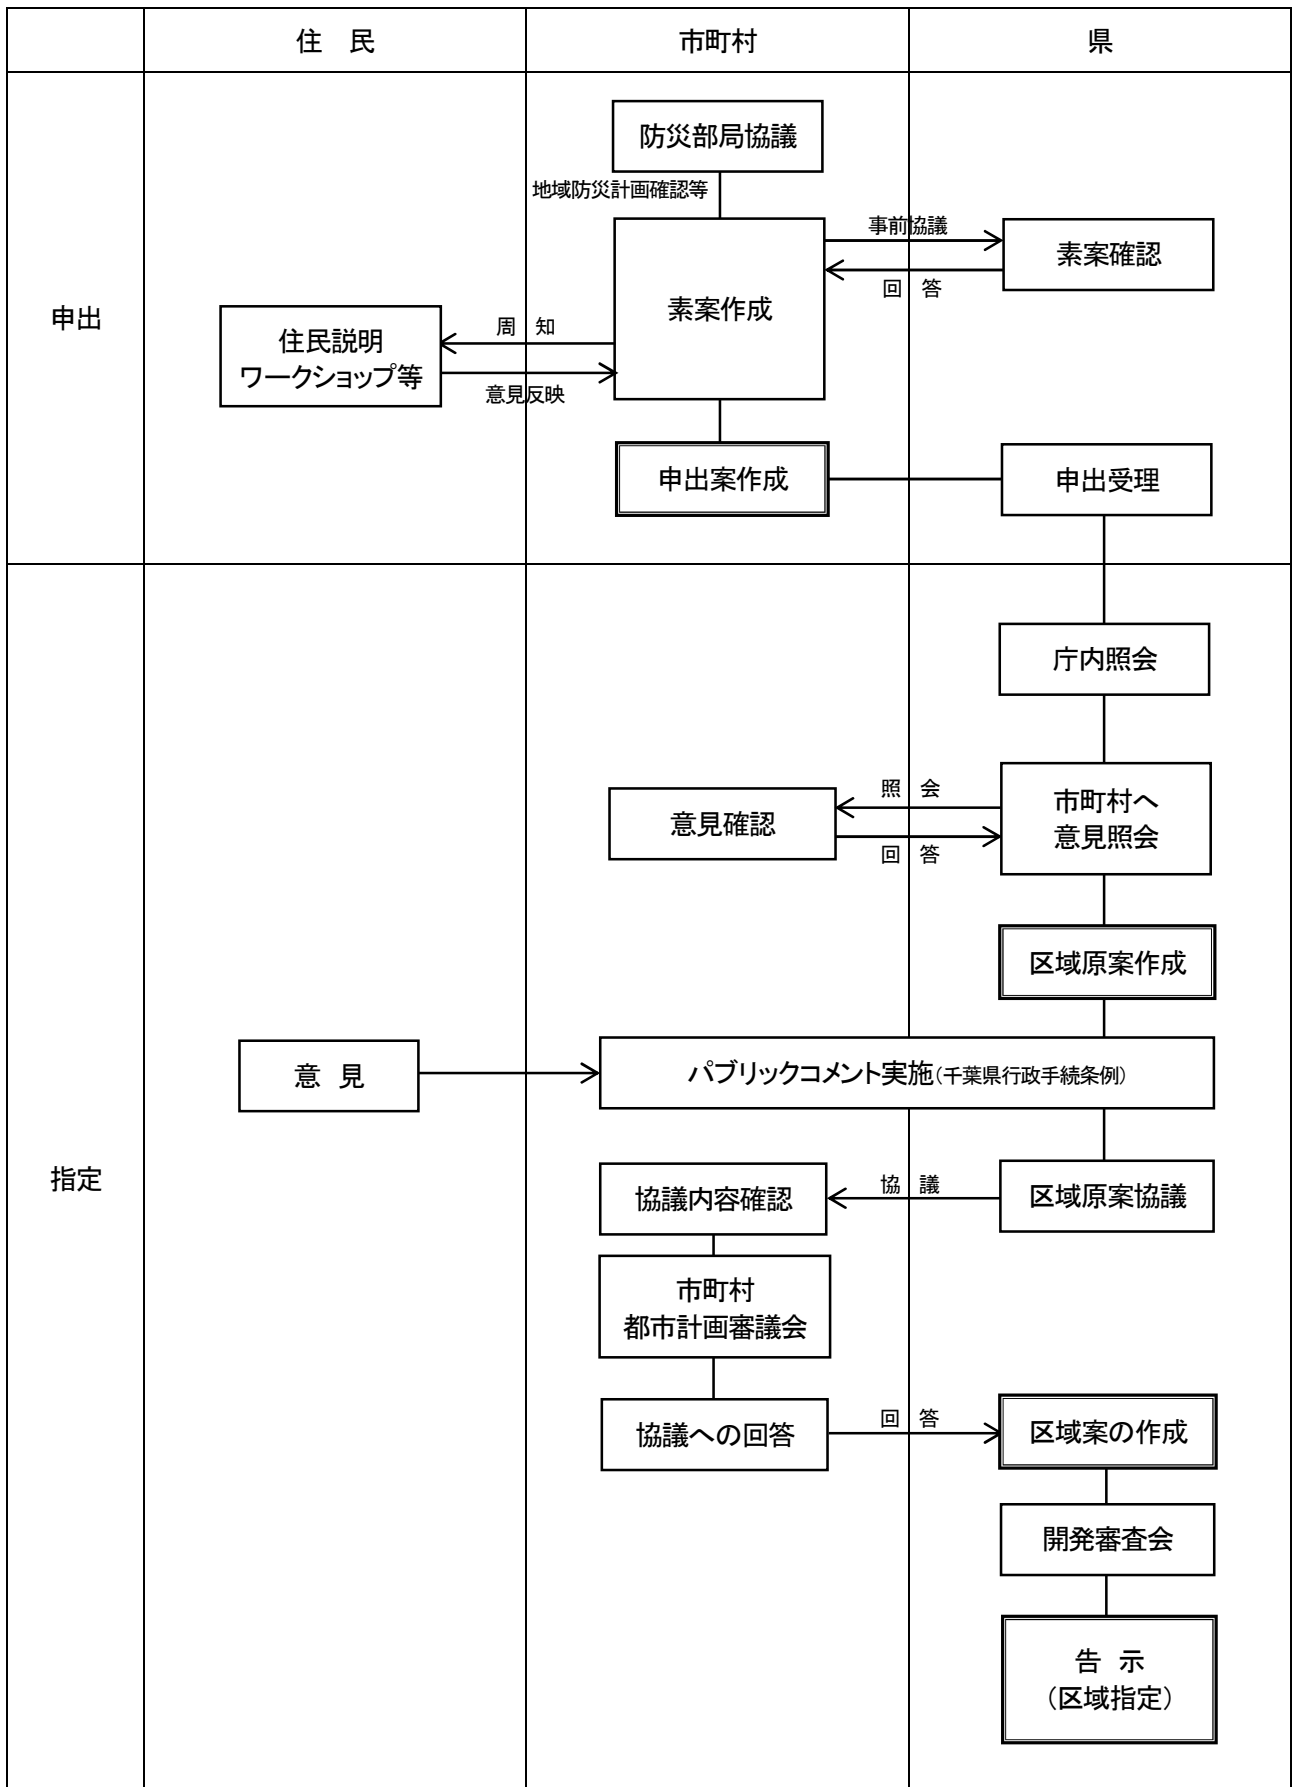 住　民
市町村
県
申出
防災部局協議
地域防災計画確認等
事前協議
素案確認
回　答
素案作成
周　知
住民説明
ワークショップ等
意見反映
申出案作成
申出受理
指定
庁内照会
照　会
市町村へ
意見照会
意見確認
回　答
区域原案作成
意　見
パブリックコメント実施（千葉県行政手続条例）
協　議
区域原案協議
協議内容確認
市町村
都市計画審議会
協議への回答
回　答
区域案の作成
開発審査会
告　示
（区域指定）